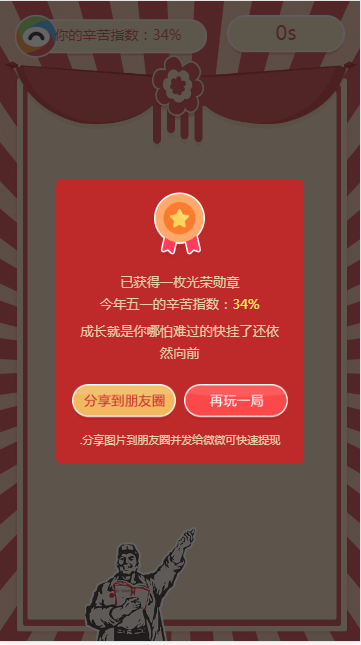 你的辛苦指数：34%
0s
已获得一枚光荣勋章
今年五一的辛苦指数：34%
成长就是你哪怕难过的快挂了还依
然向前
分享到朋友圈
再玩一局
.分享图片到朋友圈并发给微微可快速提现